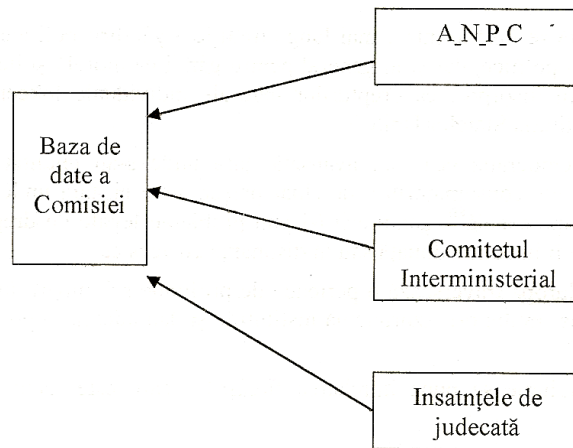 A_N_P_C
Baza de
date a
Comisiei
Comitetul
Interministerial
Insatnțele de
judecată